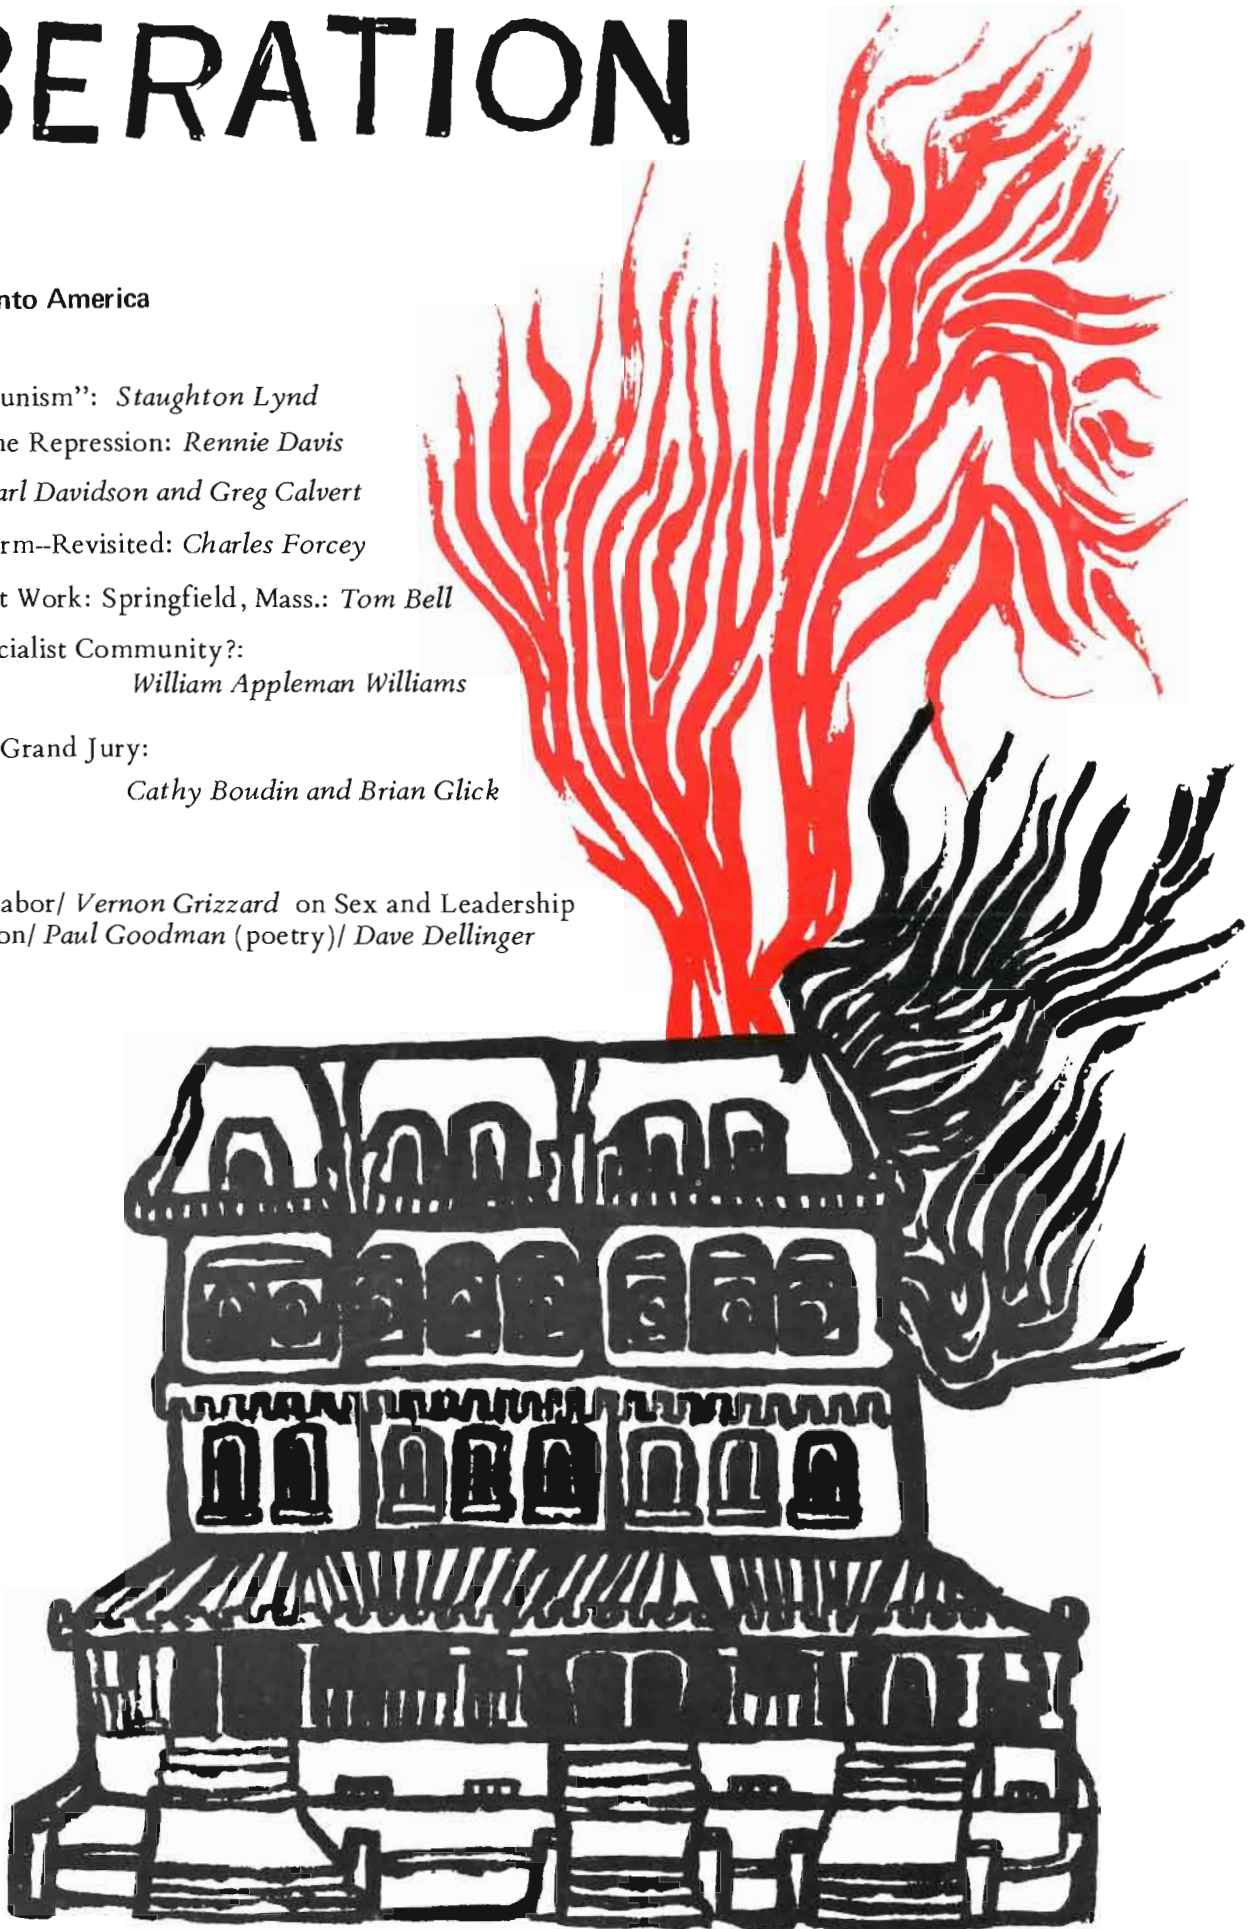 BERATION
nto America
unism”: Staughton Lynd
he Repression: Rennie Davis
arl Davidson and Greg Calvert
rm--Revisited: Charles Forcey
t Work: Springfield, Mass.: Tom Bell
cialist Community?:
William Appleman Williams
Grand Jury:
Cathy Boudin and Brian Glick
abor/ Vernon Grizzard on Sex and Leadership
on/ Paul Goodman (poetry)/ Dave Dellinger